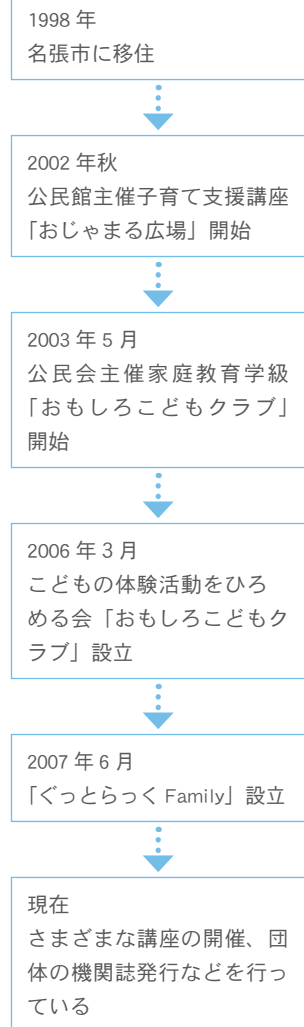 1998 年
名張市に移住
2002 年秋
公民館主催子育て支援講座
「おじゃまる広場」開始
2003 年 5 月
公民会主催家庭教育学級
「おもしろこどもクラブ」
開始
2006 年 3 月
こどもの体験活動をひろ
める会「おもしろこどもク
ラブ」設立
2007 年 6 月
「ぐっとらっく Family」設立
現在
さまざまな講座の開催、団
体の機関誌発行などを行っ
ている